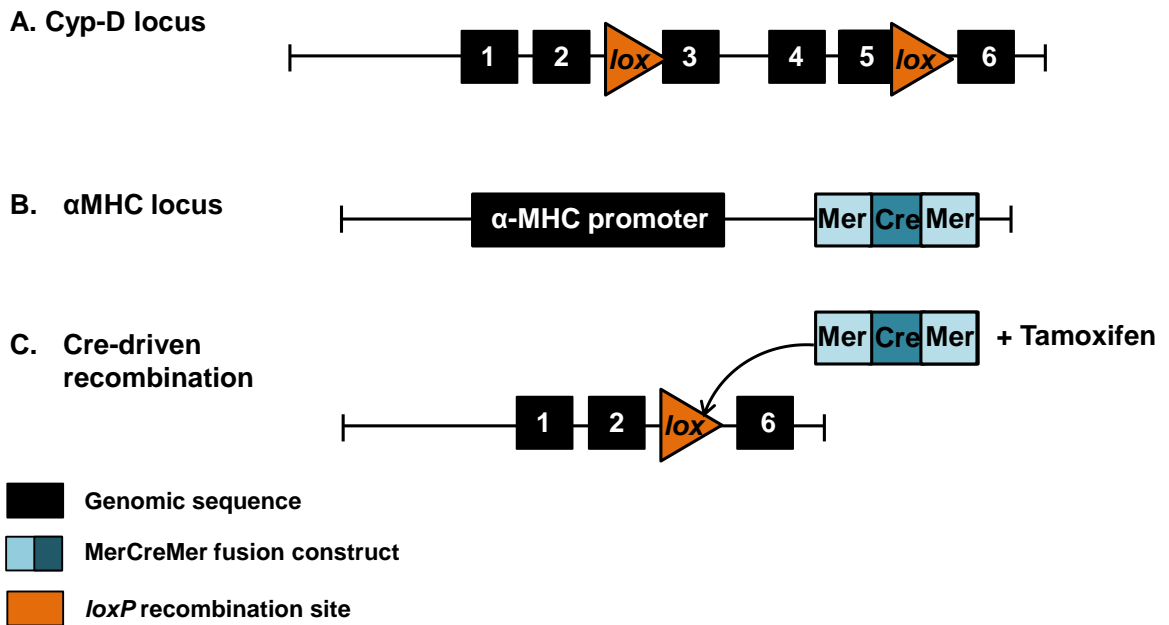 A. Cyp-D locus
1 2 lox 3 4 5 lox 6
B. αMHC locus
α-MHC promoter Mer Cre Mer
C. Cre-driven
recombination
Mer Cre Mer + Tamoxifen
1 2 lox 6
Genomic sequence
MerCreMer fusion construct
loxP recombination site